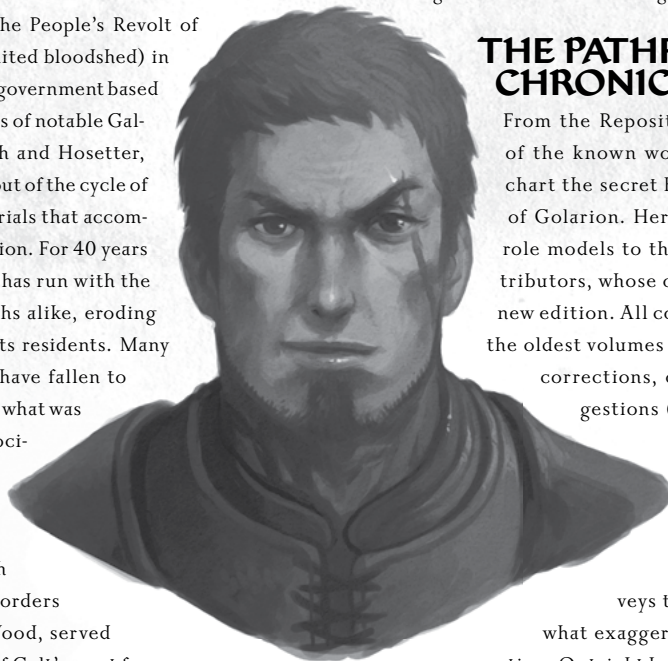 he People's Revolt of
ited bloodshed) in
government based
s of notable Gal-
h and Hosetter,
out of the cycle of
rials that accom-
ion. For 40 years
has run with the
hs alike, eroding
ts residents. Many
have fallen to
what was
oci-
orders
ood, served
THE PATHF
CHRONIC
From the Reposit
of the known wo
chart the secret h
of Golarion. Her
role models to th
tributors, whose c
new edition. All co
the oldest volumes
corrections, e
gestions
veys t
what exagger